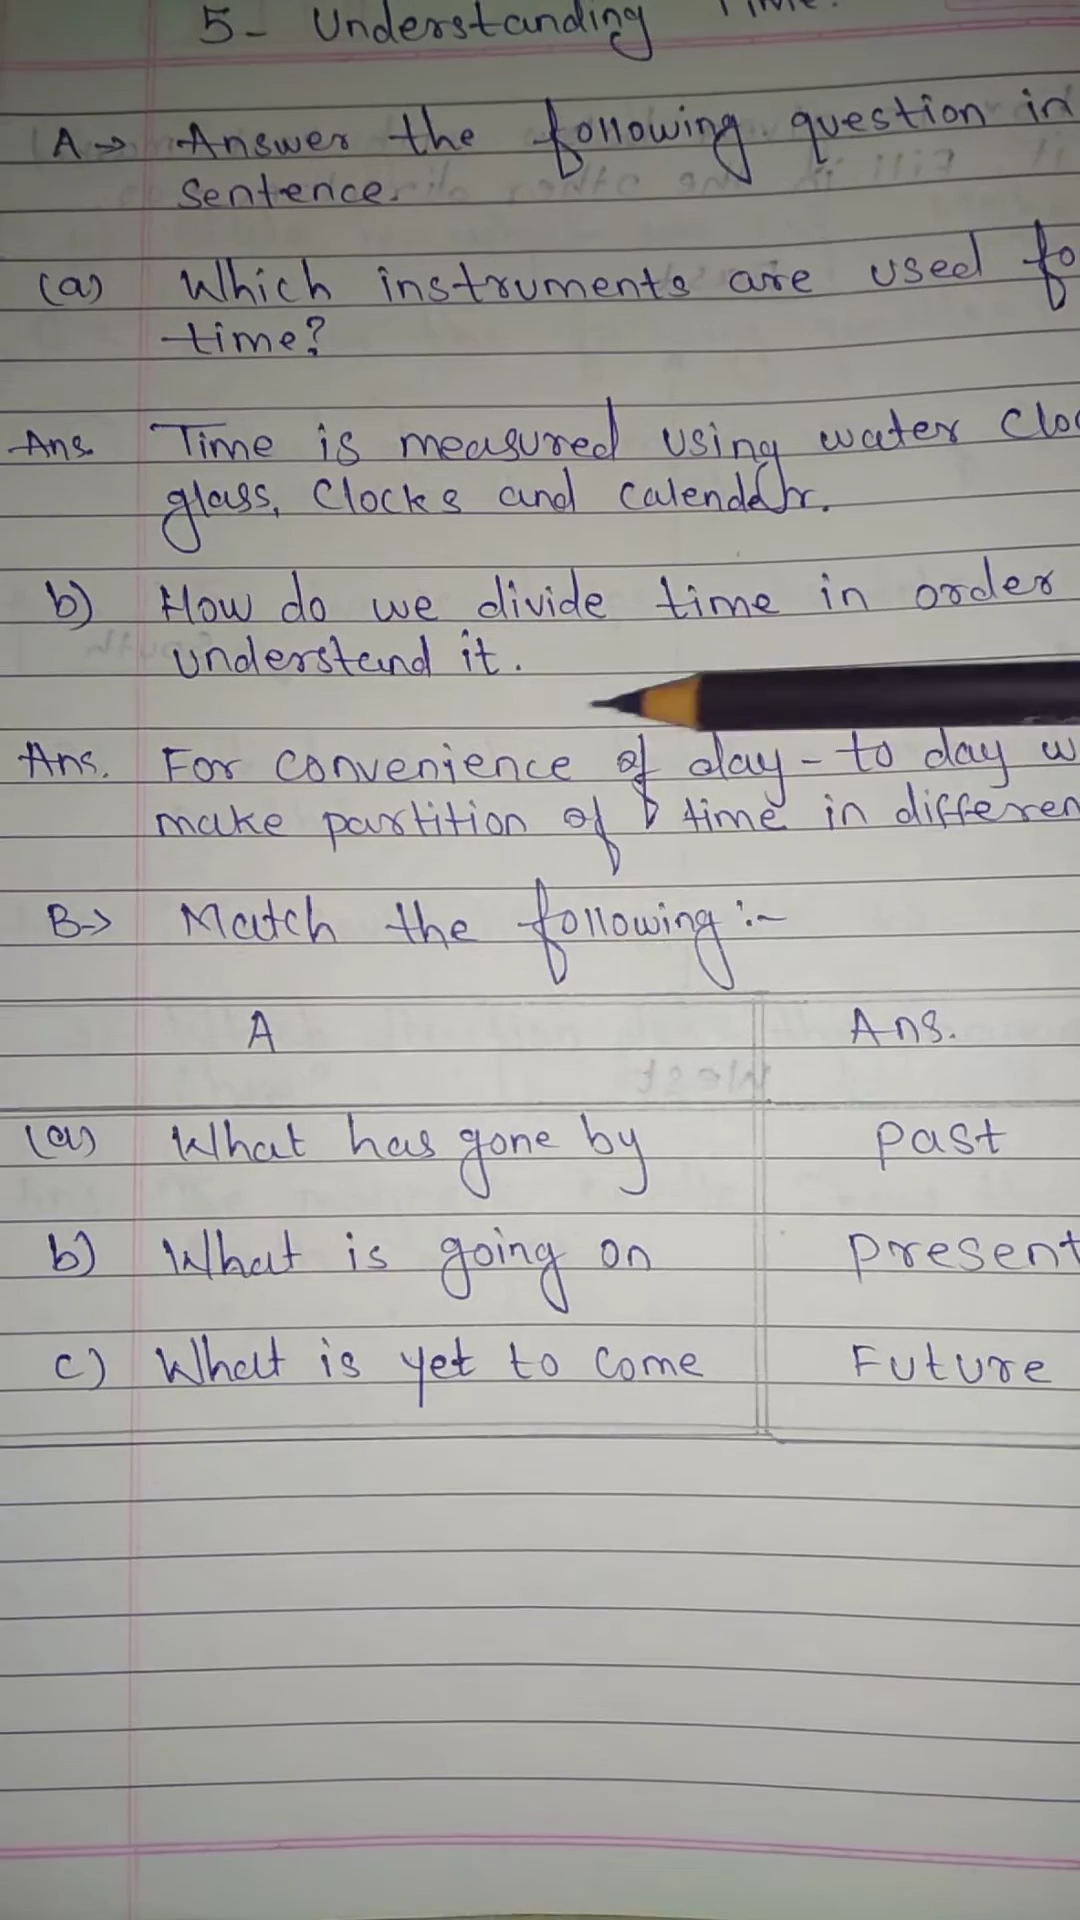 5- Understanding Time.
A→ Answer the following question in
sentence.
(a) Which instruments are used fo
time?
Ans. Time is measured using water Clo
glass, Clocks and calendar.
b) How do we divide time in order
understand it.
Ans. For convenience of day-to day w
make partition of time in differen
B→ Match the following :-
A Ans.
(a) What has gone by past
b) What is going on present
c) What is yet to come Future